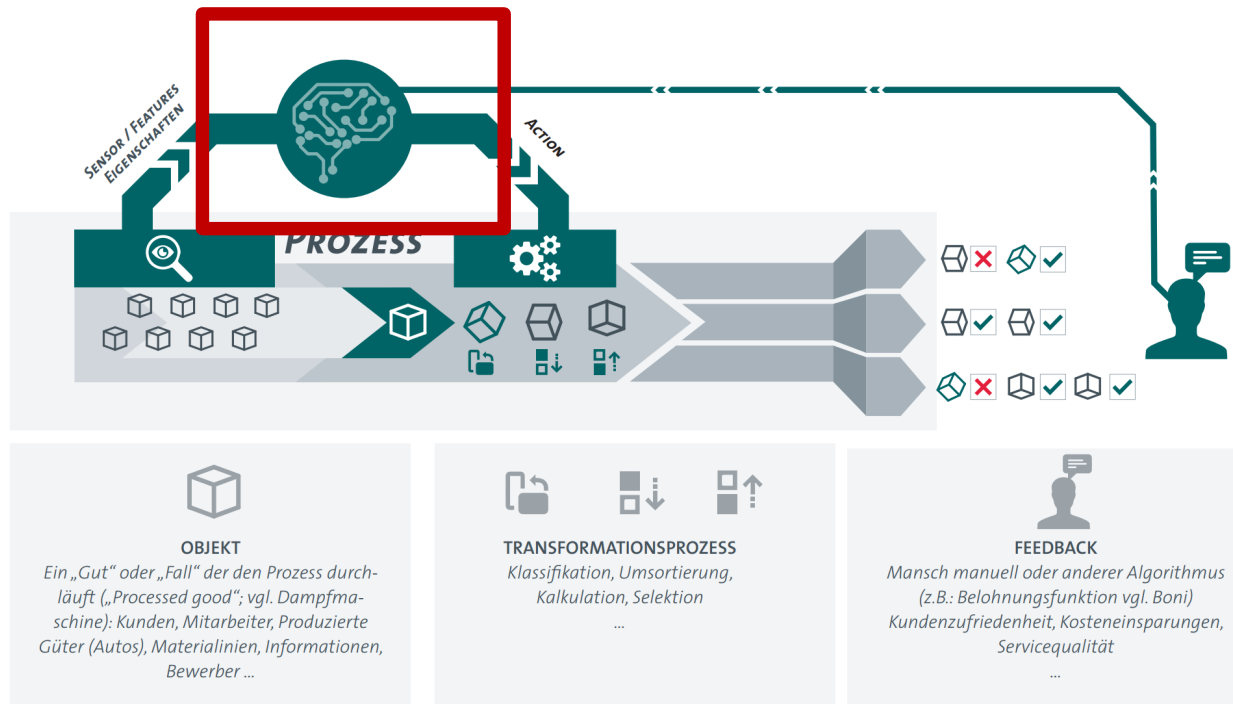 SENSOR / FEATURES
EIGENSCHAFTEN
ACTION
PROZESS
OBJEKT
Ein „Gut“ oder „Fall“ der den Prozess durch-
läuft („Processed good“; vgl. Dampfma-
schine): Kunden, Mitarbeiter, Produzierte
Güter (Autos), Materialinien, Informationen,
Bewerber ...
TRANSFORMATIONSPROZESS
Klassifikation, Umsortierung,
Kalkulation, Selektion
...
FEEDBACK
Mansch manuell oder anderer Algorithmus
(z.B.: Belohnungsfunktion vgl. Boni)
Kundenzufriedenheit, Kosteneinsparungen,
Servicequalität
...